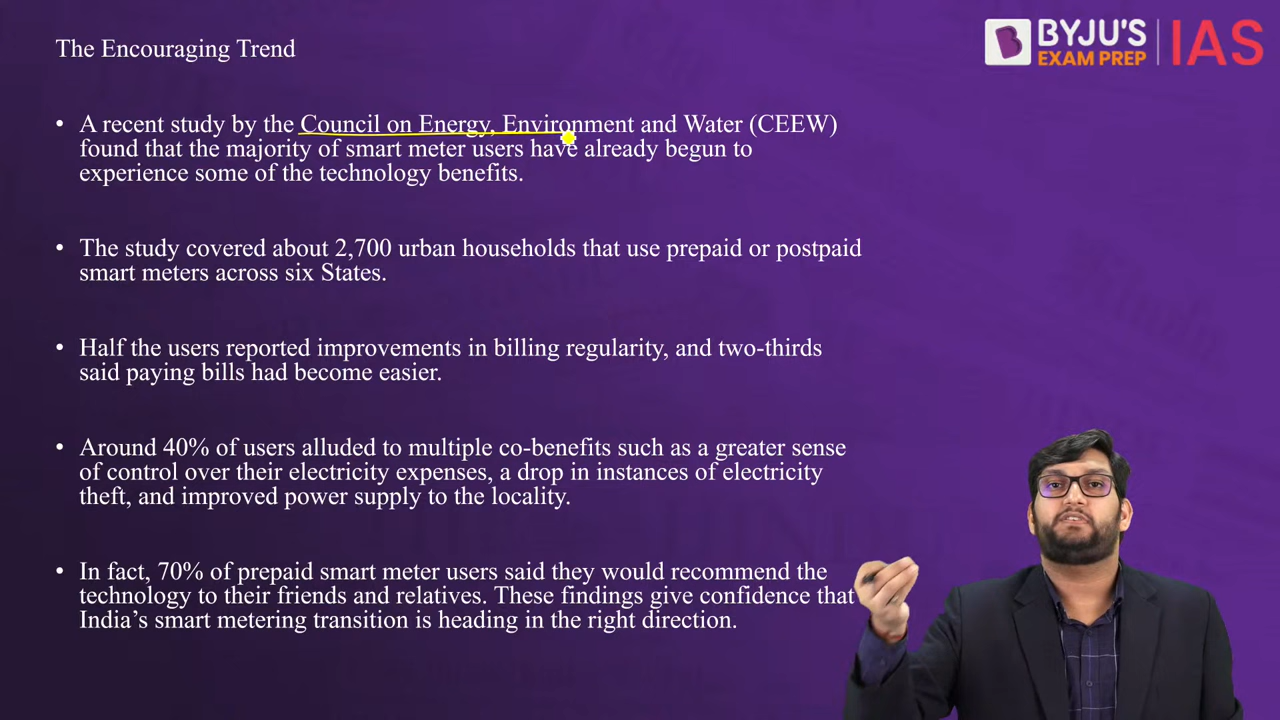 The Encouraging Trend
BYJU'S
EXAM PREP
IAS
• A recent study by the Council on Energy, Environment and Water (CEEW)
found that the majority of smart meter users have already begun to
experience some of the technology benefits.
• The study covered about 2,700 urban households that use prepaid or postpaid
smart meters across six States.
• Half the users reported improvements in billing regularity, and two-thirds
said paying bills had become easier.
• Around 40% of users alluded to multiple co-benefits such as a greater sense
of control over their electricity expenses, a drop in instances of electricity
theft, and improved power supply to the locality.
• In fact, 70% of prepaid smart meter users said they would recommend the
technology to their friends and relatives. These findings give confidence that
India’s smart metering transition is heading in the right direction.